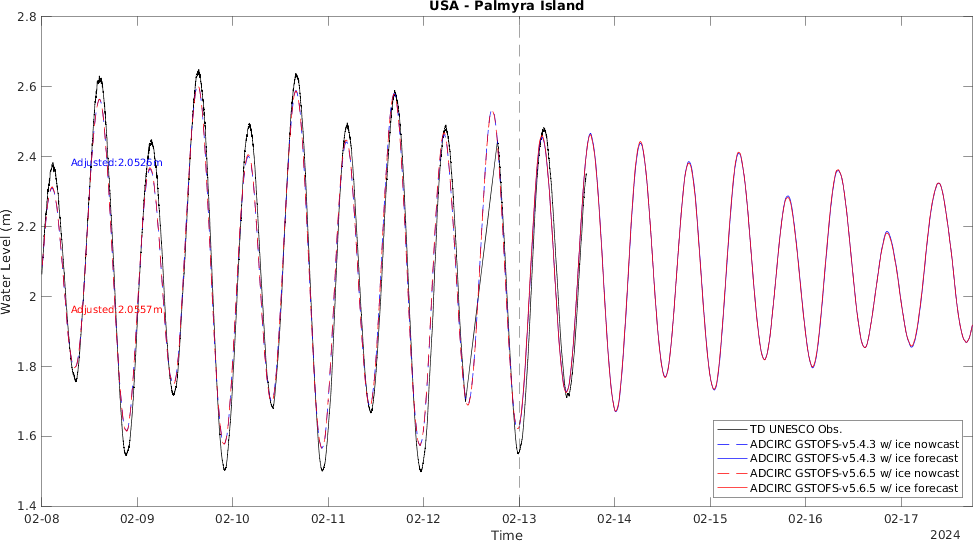 USA - Palmyra Island
2.8
2.6
2.4
2.2
2
1.8
1.6
1.4
Water Level (m)
Adjusted:2.0525m
Adjusted:2.0557m
TD UNESCO Obs.
ADCIRC GSTOFS-v5.4.3 w/ ice nowcast
ADCIRC GSTOFS-v5.4.3 w/ ice forecast
ADCIRC GSTOFS-v5.6.5 w/ ice nowcast
ADCIRC GSTOFS-v5.6.5 w/ ice forecast
02-08 02-09 02-10 02-11 02-12 02-13 02-14 02-15 02-16 02-17
Time
2024